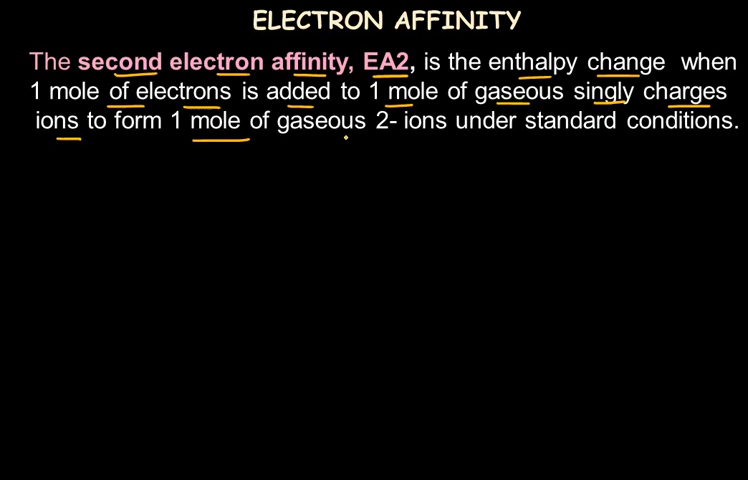 ELECTRON AFFINITY
The second electron affinity, EA2, is the enthalpy change when
1 mole of electrons is added to 1 mole of gaseous singly charges
ions to form 1 mole of gaseous 2- ions under standard conditions.